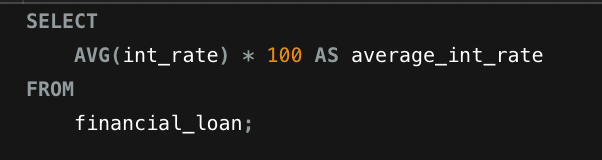 SELECT
AVG(int_rate) * 100 AS average_int_rate
FROM
financial_loan;